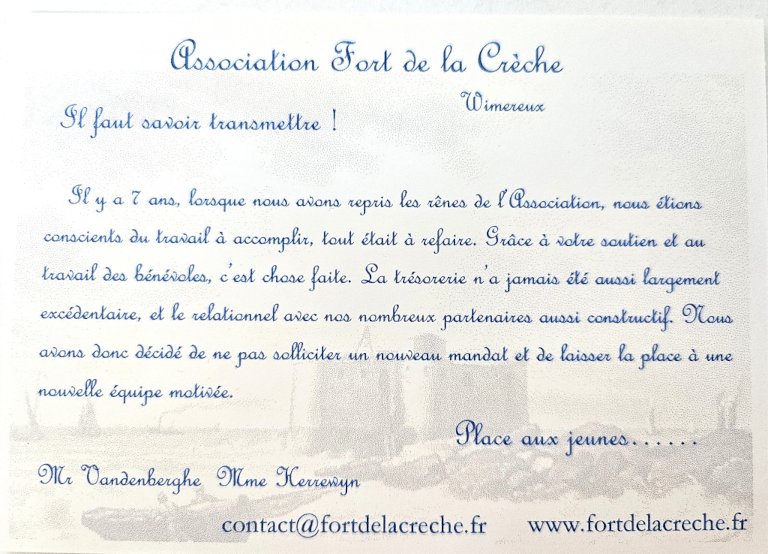 Association Fort de la Crèche
Wimereux
Il faut savoir transmettre !
Il y a 7 ans, lorsque nous avons repris les rênes de l'Association, nous étions
conscients du travail à accomplir, tout était à refaire. Grâce à votre soutien et au
travail des bénévoles, c'est chose faite. La trésorerie n'a jamais été aussi largement
excédentaire, et le relationnel avec nos nombreux partenaires aussi constructif. Nous
avons donc décidé de ne pas solliciter un nouveau mandat et de laisser la place à une
nouvelle équipe motivée.
Place aux jeunes……
Mr Vandenberghe Mme Herrewyn
contact@fortdelacreche.fr www.fortdelacreche.fr